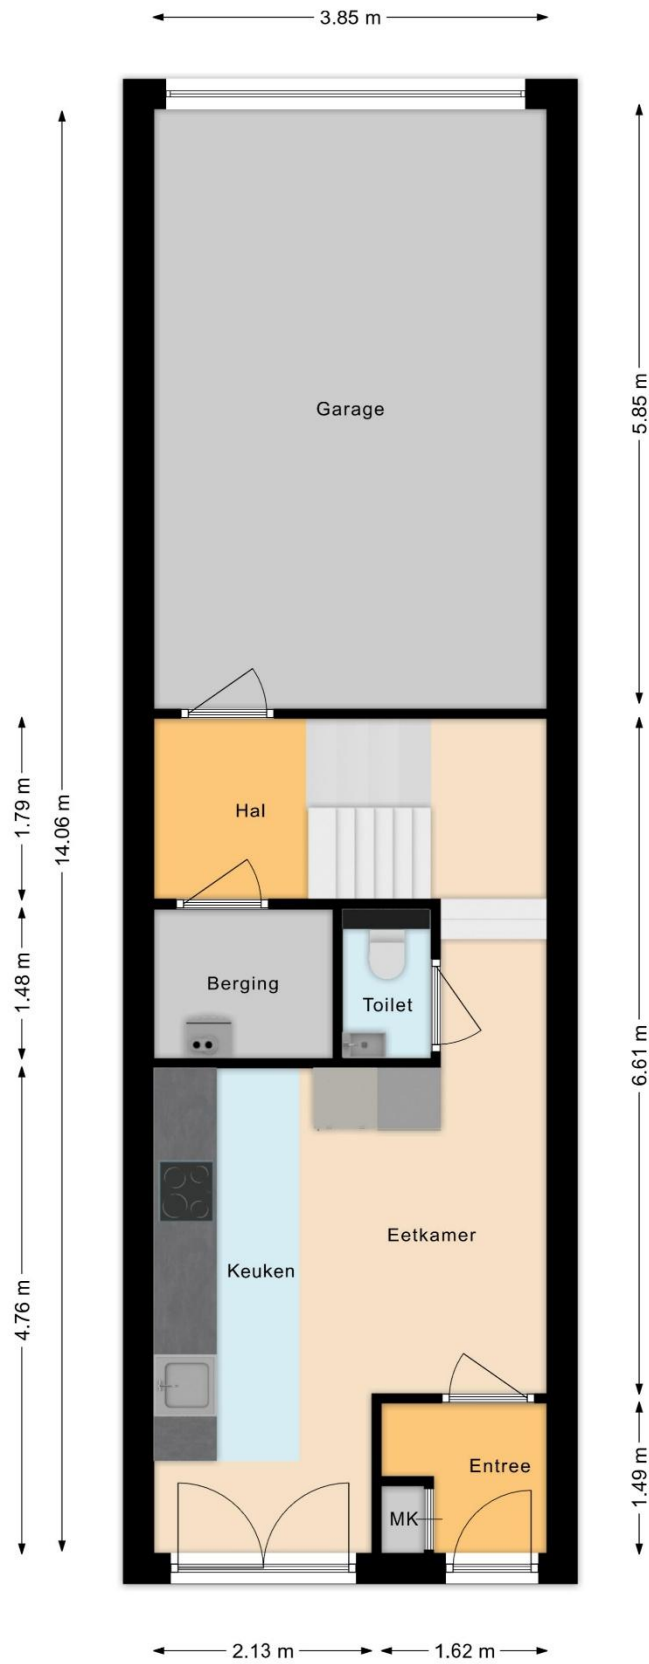 3.85 m
5.85 m
Garage
1.79 m
14.06 m
Hal
1.48 m
Berging
Toilet
6.61 m
Eetkamer
Keuken
4.76 m
Entree
MK
1.49 m
2.13 m
1.62 m